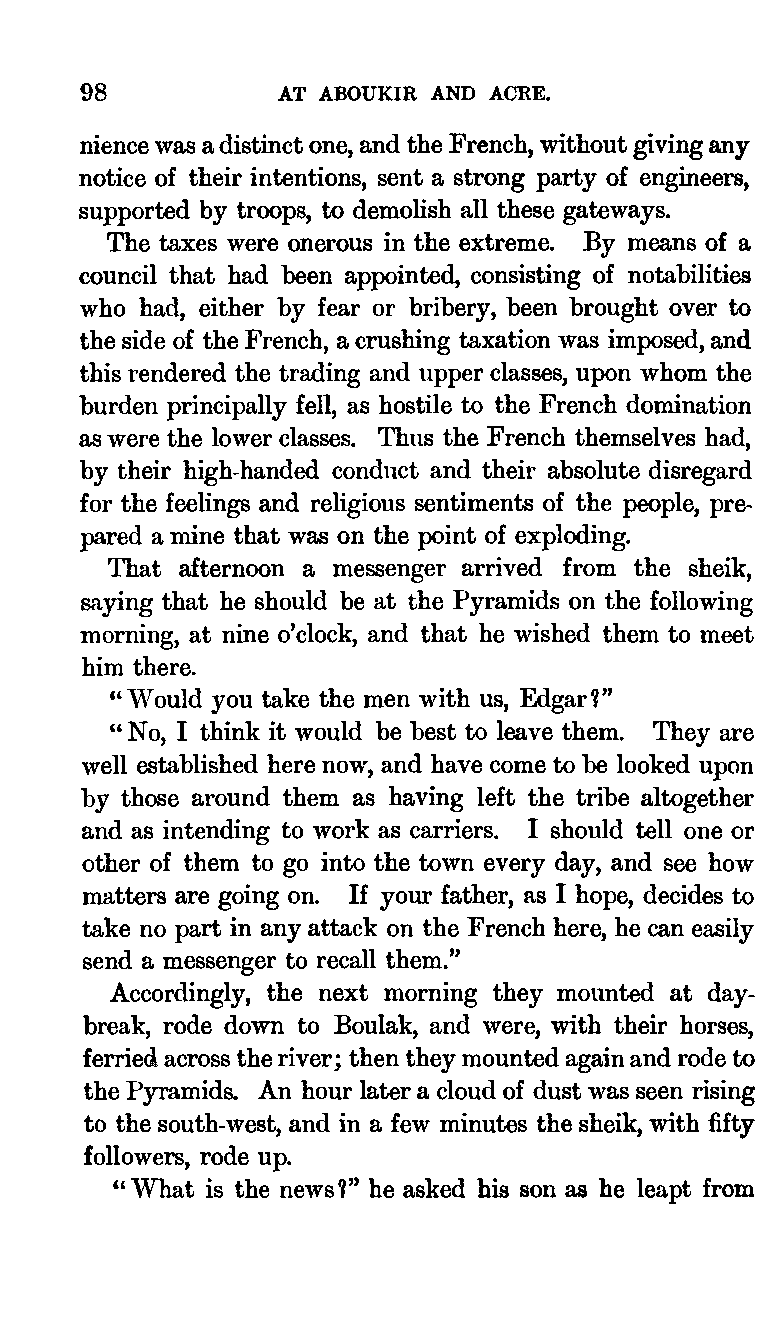 98 AT ABOUKIR AND ACRE.
nience was a distinct one, and the French, without giving any
notice of their intentions, sent a strong party of engineers,
supported by troops, to demolish all these gateways.
The taxes were onerous in the extreme. By means of a
council that had been appointed, consisting of notabilities
who had, either by fear or bribery, been brought over to
the side of the French, a crushing taxation was imposed, and
this rendered the trading and upper classes, upon whom the
burden principally fell, as hostile to the French domination
as were the lower classes. Thus the French themselves had,
by their high-handed conduct and their absolute disregard
for the feelings and religious sentiments of the people, pre-
pared a mine that was on the point of exploding.
That afternoon a messenger arrived from the sheik,
saying that he should be at the Pyramids on the following
morning, at nine o'clock, and that he wished them to meet
him there.
"Would you take the men with us, Edgar?"
"No, I think it would be best to leave them. They are
well established here now, and have come to be looked upon
by those around them as having left the tribe altogether
and as intending to work as carriers. I should tell one or
other of them to go into the town every day, and see how
matters are going on. If your father, as I hope, decides to
take no part in any attack on the French here, he can easily
send a messenger to recall them."
Accordingly, the next morning they mounted at day-
break, rode down to Boulak, and were, with their horses,
ferried across the river; then they mounted again and rode to
the Pyramids. An hour later a cloud of dust was seen rising
to the south-west, and in a few minutes the sheik, with fifty
followers, rode up.
"What is the news?" he asked his son as he leapt from